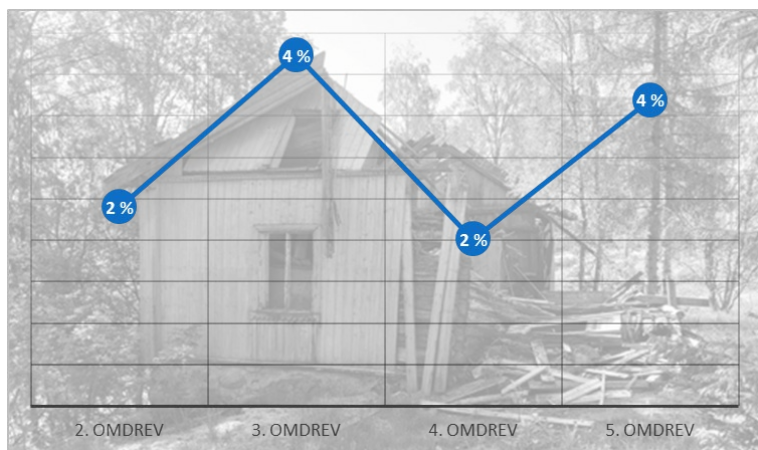 4 %
4 %
2 %
2 %
2. OMDREV
3. OMDREV
4. OMDREV
5. OMDREV